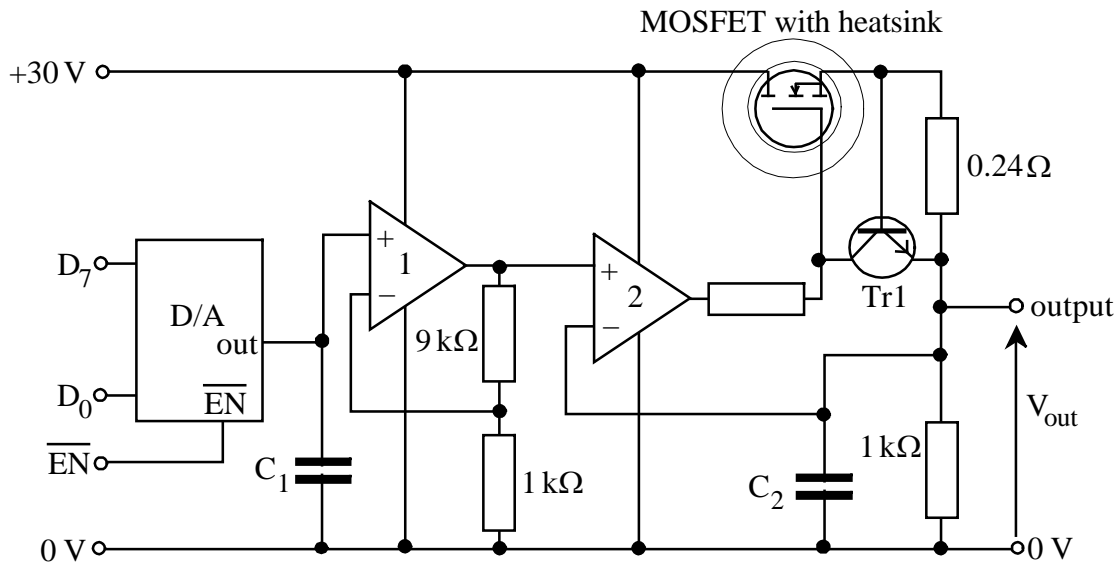 MOSFET with heatsink
+30 V
0.24 Ω
+
1
−
+
2
−
Tr1
output
D7
D/A
out
9 kΩ
D0
EN
EN
Vout
C1
1 kΩ
C2
1 kΩ
0 V
0 V